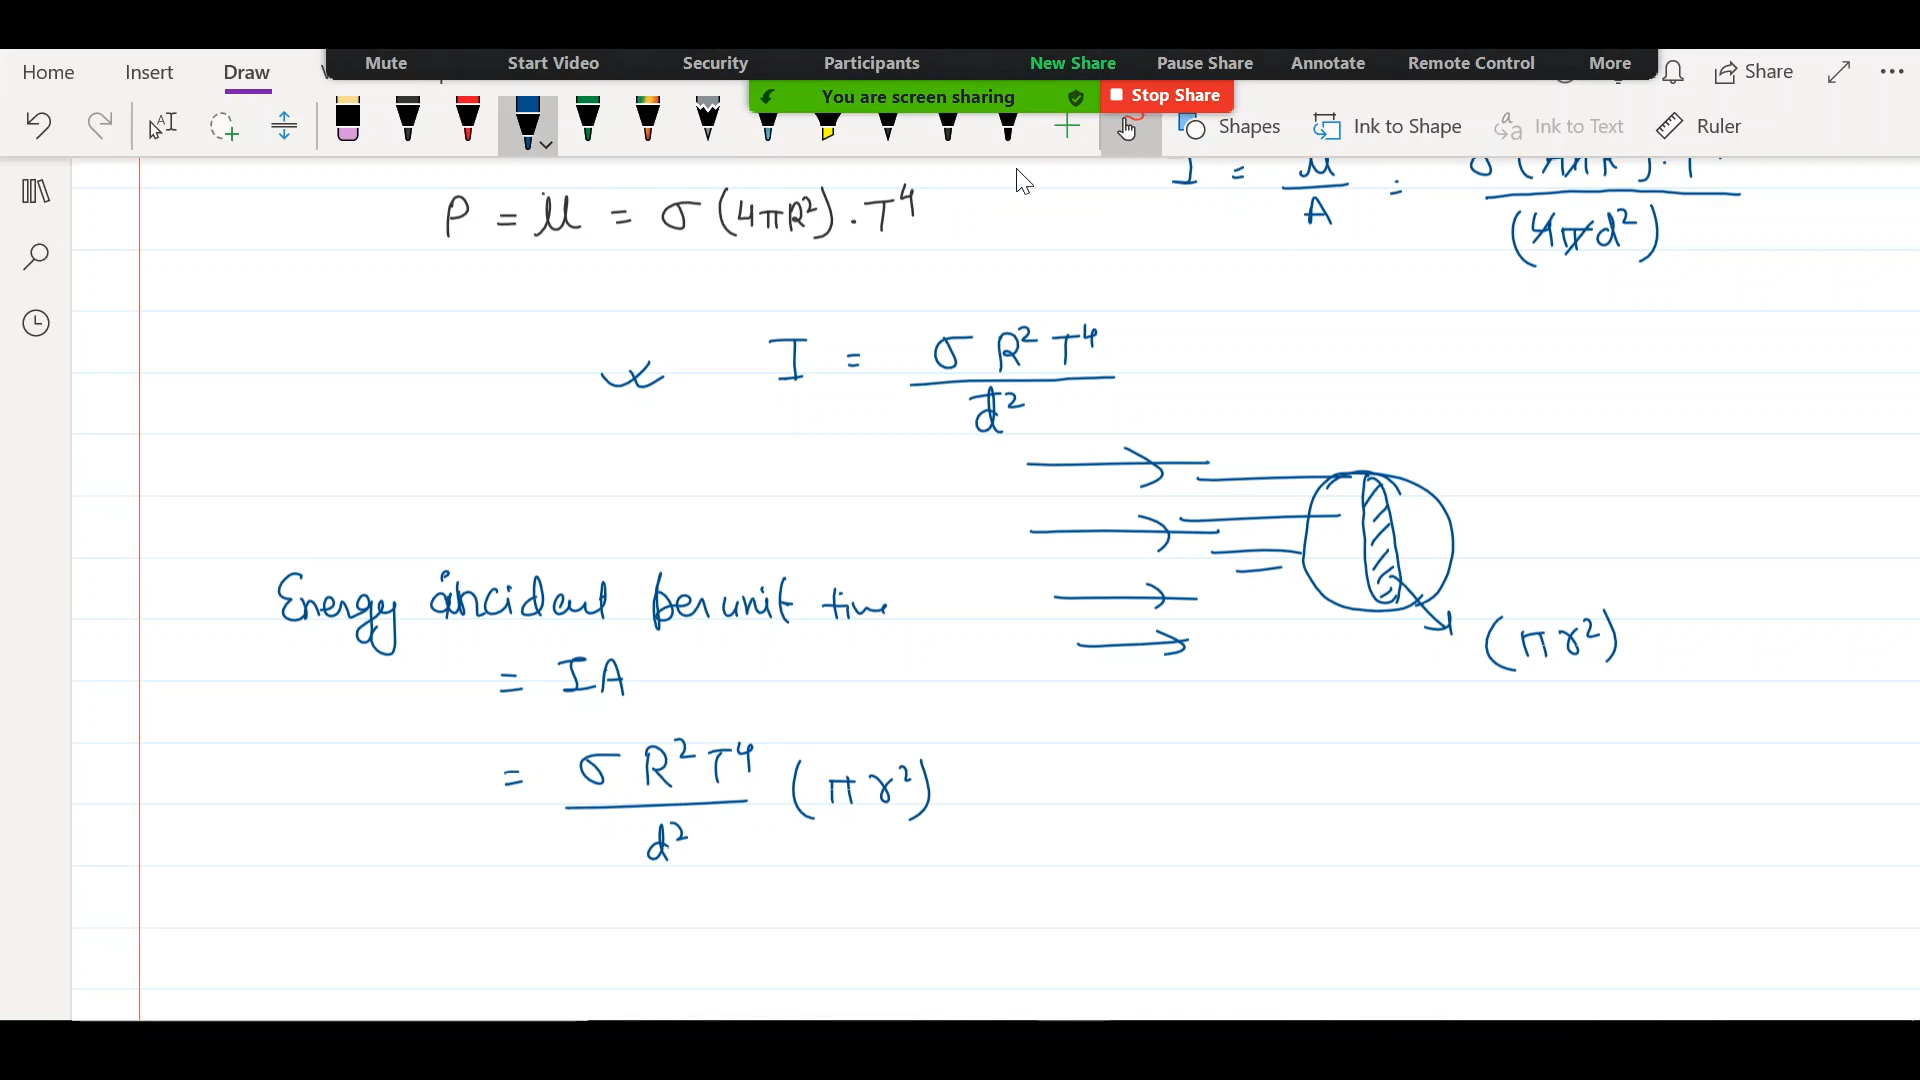 Mute Start Video Security Participants New Share Pause Share Annotate Remote Control More
Home Insert Draw Share
You are screen sharing Stop Share
Shapes Ink to Shape Ink to Text Ruler
I = u / A = σ (4πR²) · T⁴ / (4πd²)
P = u = σ (4πR²) · T⁴
I = σ R² T⁴ / d²
Energy incident per unit time
(πr²)
= IA
= σ R² T⁴ / d² (πr²)